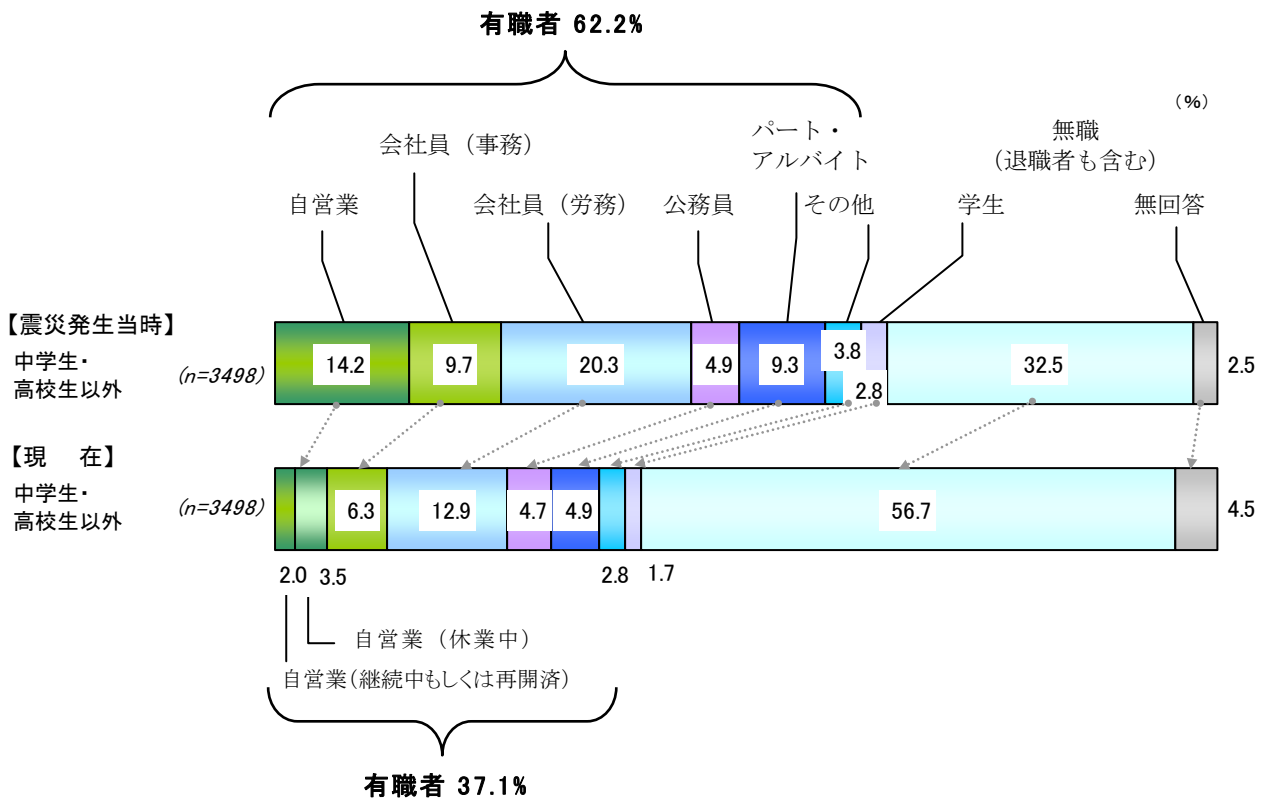 有職者 62.2%
（%）
会社員（事務）
パート・
アルバイト
無職
（退職者も含む）
自営業
会社員（労務）
公務員
その他
学生
無回答
【震災発生当時】
中学生・
高校生以外
(n=3498)
14.2
9.7
20.3
4.9
9.3
3.8
2.8
32.5
2.5
【現　在】
中学生・
高校生以外
(n=3498)
6.3
12.9
4.7
4.9
56.7
4.5
2.0
3.5
2.8
1.7
自営業（休業中）
自営業（継続中もしくは再開済）
有職者 37.1%